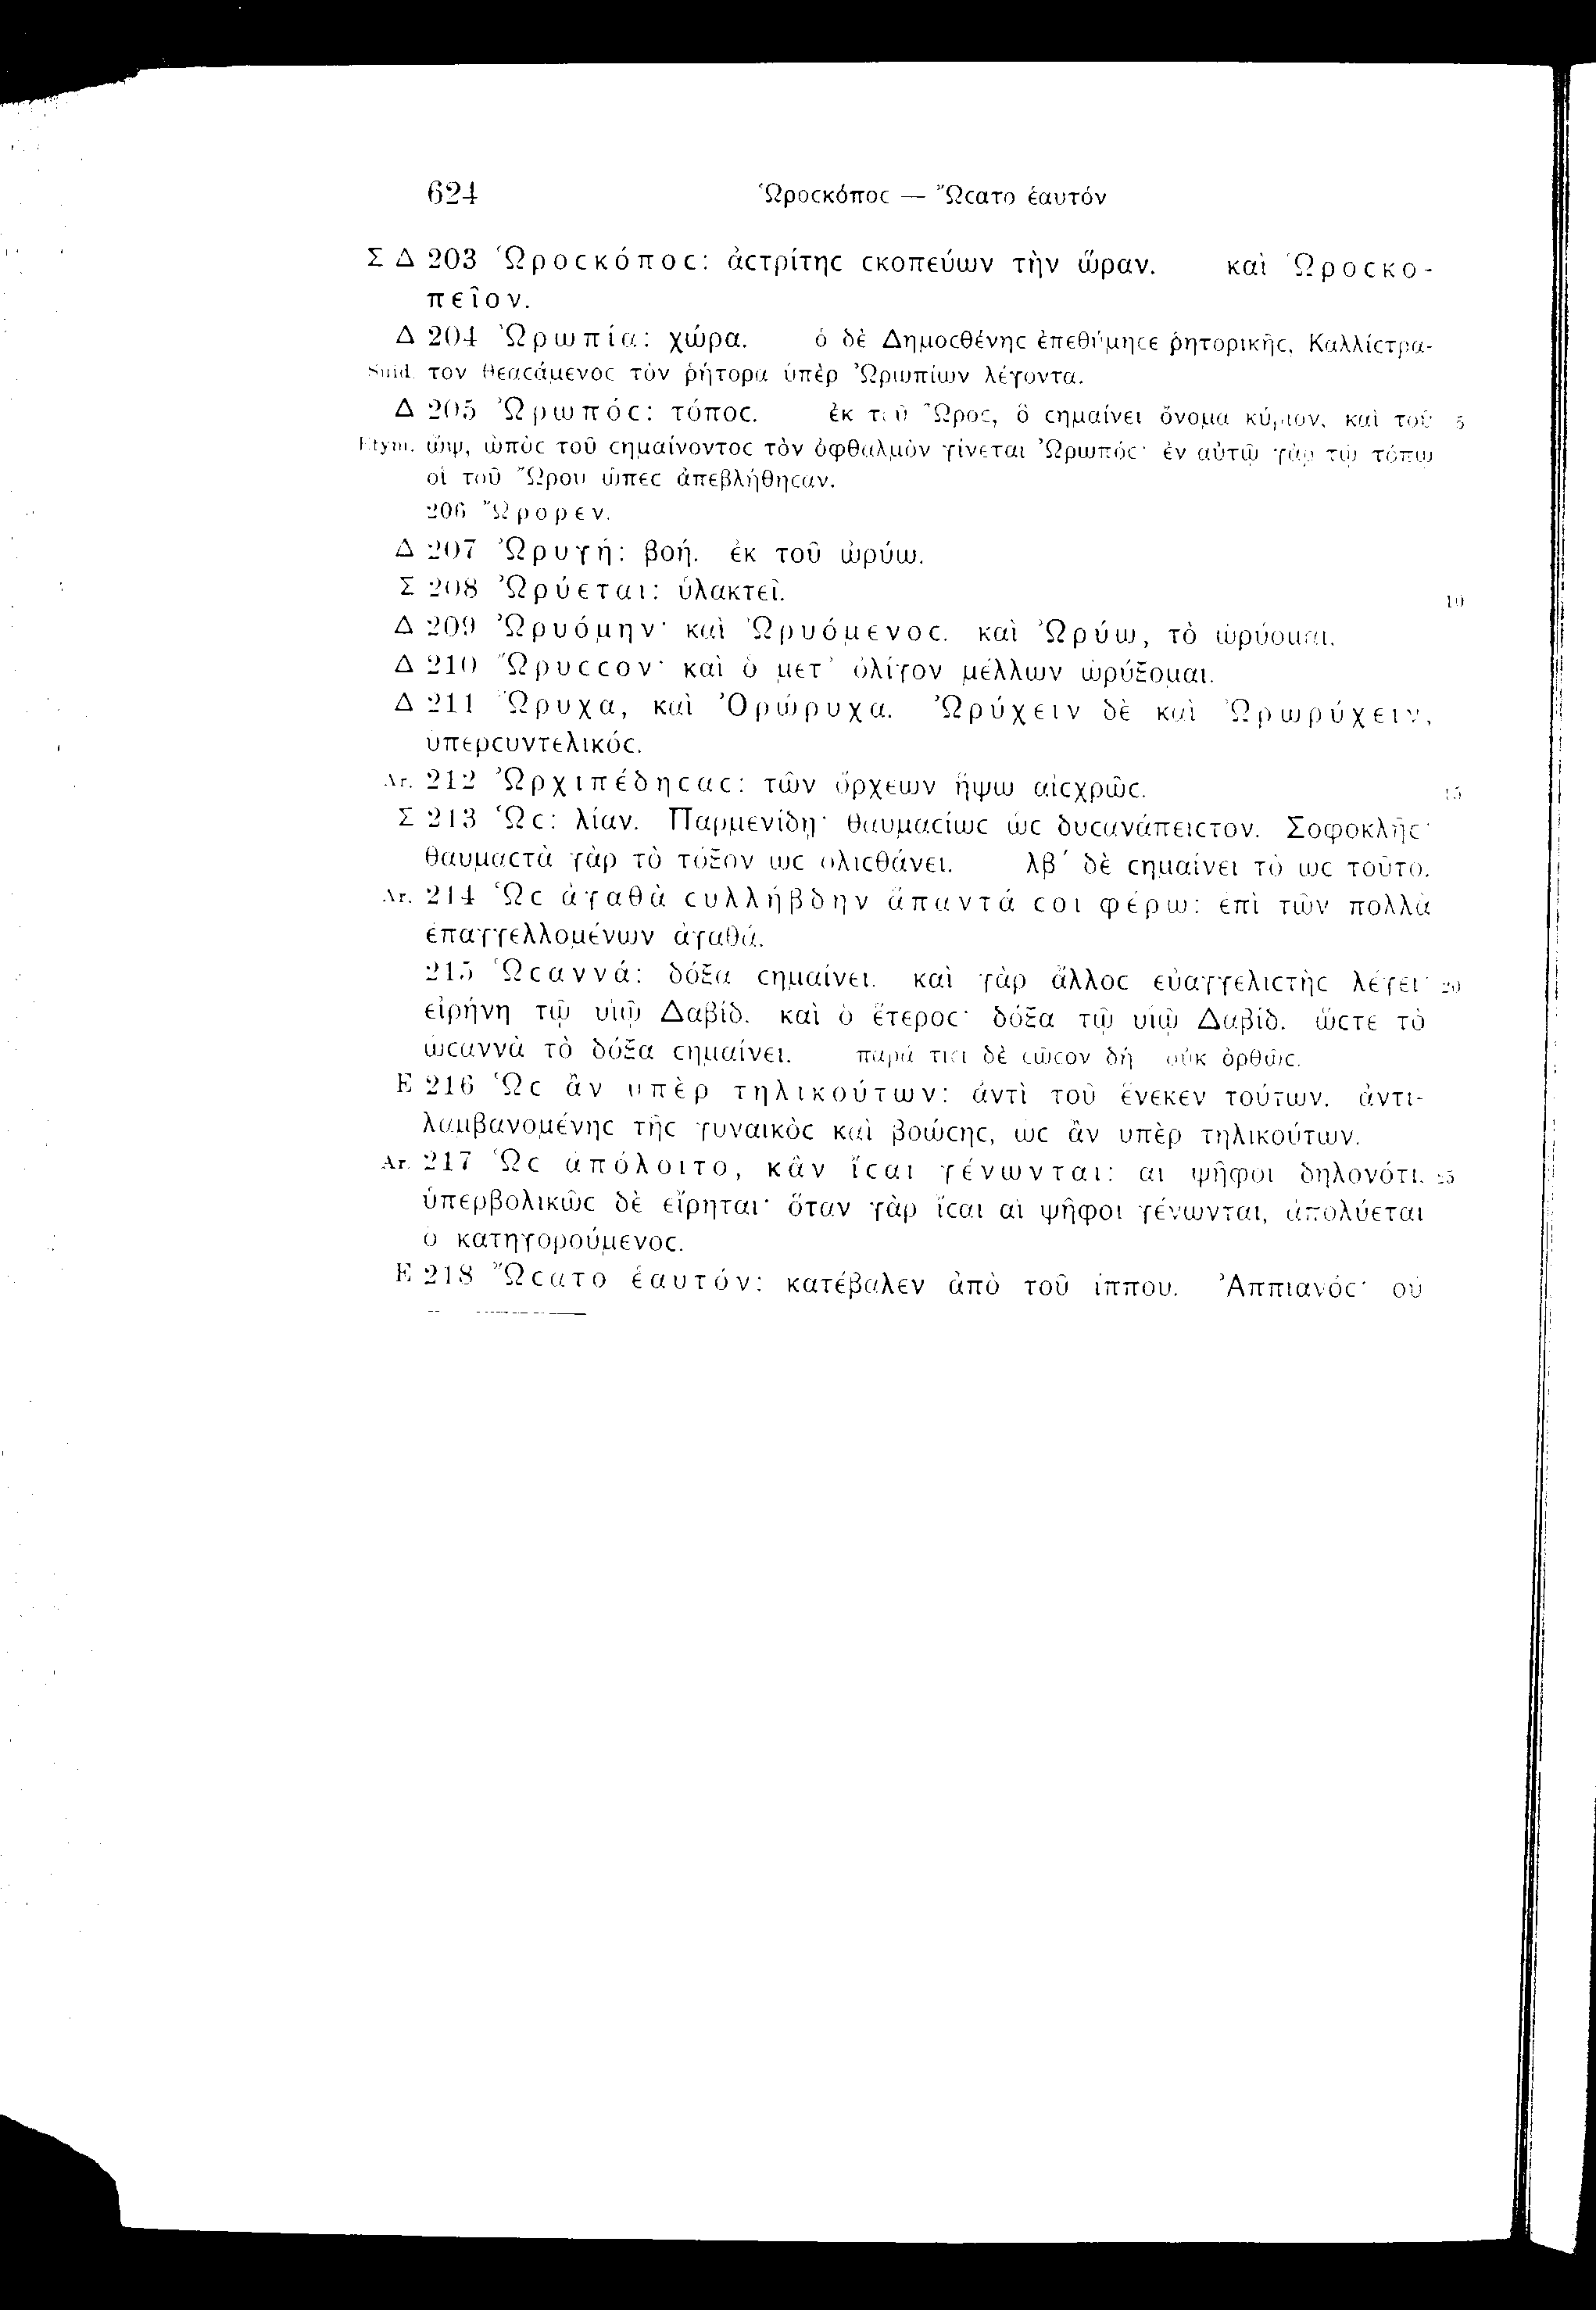 624 Ὡροϲκόποϲ — Ὤϲατο ἑαυτόν
Σ Δ 203 Ὡροϲκόποϲ: ἀϲτρίτηϲ ϲκοπεύων τὴν ὥραν. καὶ Ὡροϲκο-
πεῖον.
Δ 204 Ὠρωπία: χώρα. ὁ δὲ Δημοϲθένηϲ ἐπεθύμηϲε ῥητορικῆϲ, Καλλίϲτρα-
Suid. τον θεαϲάμενοϲ τὸν ῥήτορα ὑπὲρ Ὠρωπίων λέγοντα.
Δ 205 Ὠρωπόϲ: τόποϲ. ἐκ τοῦ Ὦροϲ, ὃ ϲημαίνει ὄνομα κύριον, καὶ τοῦ 5
Etym. ὤψ, ὠπὸϲ τοῦ ϲημαίνοντοϲ τὸν ὀφθαλμὸν γίνεται Ὠρωπόϲ· ἐν αὐτῷ γὰρ τῷ τόπῳ
οἱ τοῦ Ὤρου ὦπεϲ ἀπεβλήθηϲαν.
206 Ὤρορεν.
Δ 207 Ὠρυγή: βοή. ἐκ τοῦ ὠρύω.
Σ 208 Ὠρύεται: ὑλακτεῖ.
10
Δ 209 Ὠρυόμην· καὶ Ὠρυόμενοϲ. καὶ Ὠρύω, τὸ ὠρύομαι.
Δ 210 Ὤρυϲϲον· καὶ ὁ μετ᾽ ὀλίγον μέλλων ὠρύξομαι.
Δ 211 Ὤρυχα, καὶ Ὀρώρυχα. Ὠρύχειν δὲ καὶ Ὠρωρύχειν,
ὑπερϲυντελικόϲ.
Ar. 212 Ὠρχιπέδηϲαϲ: τῶν ὄρχεων ἥψω αἰϲχρῶϲ. 15
Σ 213 Ὡϲ: λίαν. Παρμενίδῃ· θαυμαϲίωϲ ὡϲ δυϲανάπειϲτον. Σοφοκλῆϲ·
θαυμαϲτὰ γὰρ τὸ τόξον ὡϲ ὀλιϲθάνει. λβ´ δὲ ϲημαίνει τὸ ὡϲ τοῦτο.
Ar. 214 Ὡϲ ἀγαθὰ ϲυλλήβδην ἅπαντά ϲοι φέρω: ἐπὶ τῶν πολλὰ
ἐπαγγελλομένων ἀγαθά.
215 Ὡϲαννά: δόξα ϲημαίνει. καὶ γὰρ ἄλλοϲ εὐαγγελιϲτὴϲ λέγει· 20
εἰρήνη τῷ υἱῷ Δαβίδ. καὶ ὁ ἕτεροϲ· δόξα τῷ υἱῷ Δαβίδ. ὥϲτε τὸ
ὡϲαννὰ τὸ δόξα ϲημαίνει. παρά τιϲι δὲ ϲῶϲον δή οὐκ ὀρθῶϲ.
E 216 Ὡϲ ἂν ὑπὲρ τηλικούτων: ἀντὶ τοῦ ἕνεκεν τούτων. ἀντι-
λαμβανομένηϲ τῆϲ γυναικὸϲ καὶ βοώϲηϲ, ὡϲ ἂν ὑπὲρ τηλικούτων.
Ar. 217 Ὡϲ ἀπόλοιτο, κἂν ἴϲαι γένωνται: αἱ ψῆφοι δηλονότι. 25
ὑπερβολικῶϲ δὲ εἴρηται· ὅταν γὰρ ἴϲαι αἱ ψῆφοι γένωνται, ἀπολύεται
ὁ κατηγορούμενοϲ.
E 218 Ὤϲατο ἑαυτόν: κατέβαλεν ἀπὸ τοῦ ἵππου. Ἀππιανόϲ· οὐ